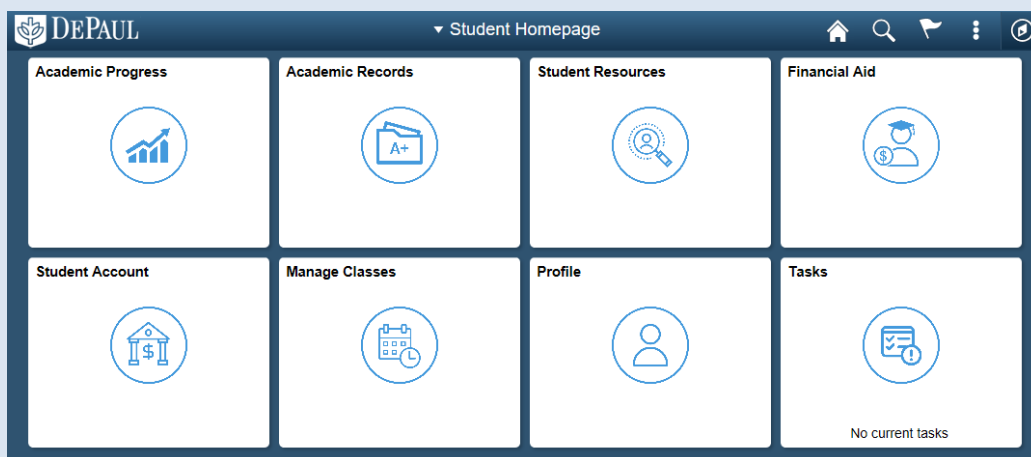 DEPAUL
Student Homepage
Academic Progress
Academic Records
A+
Student Resources
Financial Aid
$
Student Account
$
Manage Classes
Profile
Tasks
No current tasks